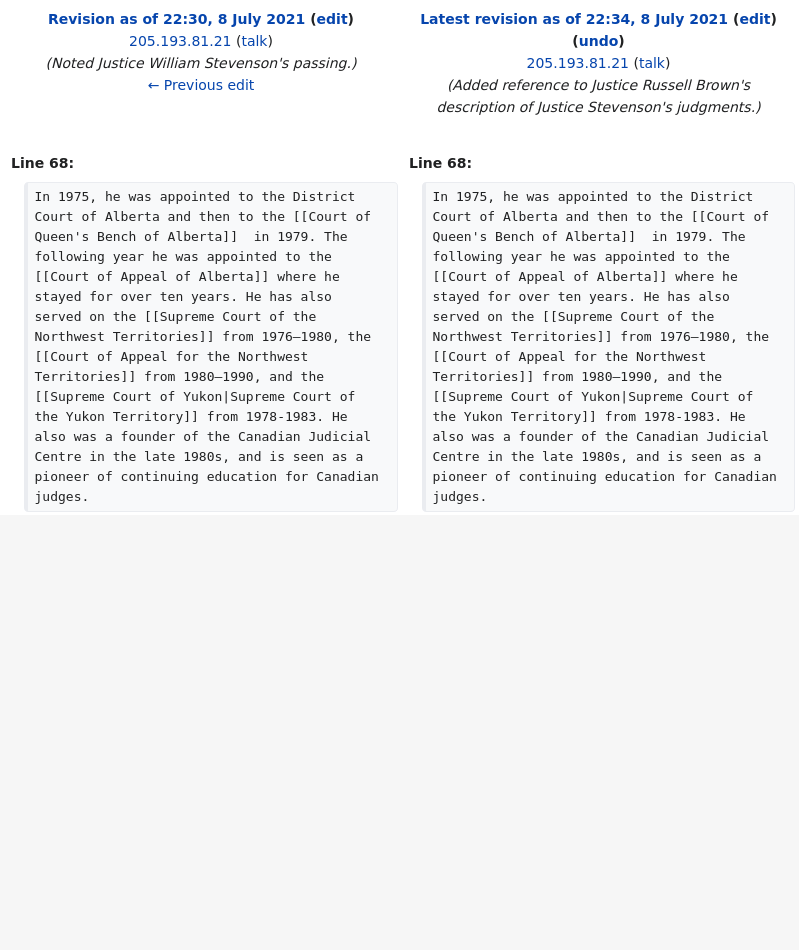 Revision as of 22:30, 8 July 2021 (edit)
205.193.81.21 (talk)
(Noted Justice William Stevenson's passing.)
← Previous edit
Latest revision as of 22:34, 8 July 2021 (edit)
(undo)
205.193.81.21 (talk)
(Added reference to Justice Russell Brown's
description of Justice Stevenson's judgments.)
Line 68:
In 1975, he was appointed to the District
Court of Alberta and then to the [[Court of
Queen's Bench of Alberta]]  in 1979. The
following year he was appointed to the
[[Court of Appeal of Alberta]] where he
stayed for over ten years. He has also
served on the [[Supreme Court of the
Northwest Territories]] from 1976–1980, the
[[Court of Appeal for the Northwest
Territories]] from 1980–1990, and the
[[Supreme Court of Yukon|Supreme Court of
the Yukon Territory]] from 1978-1983. He
also was a founder of the Canadian Judicial
Centre in the late 1980s, and is seen as a
pioneer of continuing education for Canadian
judges.
Line 68:
In 1975, he was appointed to the District
Court of Alberta and then to the [[Court of
Queen's Bench of Alberta]]  in 1979. The
following year he was appointed to the
[[Court of Appeal of Alberta]] where he
stayed for over ten years. He has also
served on the [[Supreme Court of the
Northwest Territories]] from 1976–1980, the
[[Court of Appeal for the Northwest
Territories]] from 1980–1990, and the
[[Supreme Court of Yukon|Supreme Court of
the Yukon Territory]] from 1978-1983. He
also was a founder of the Canadian Judicial
Centre in the late 1980s, and is seen as a
pioneer of continuing education for Canadian
judges.